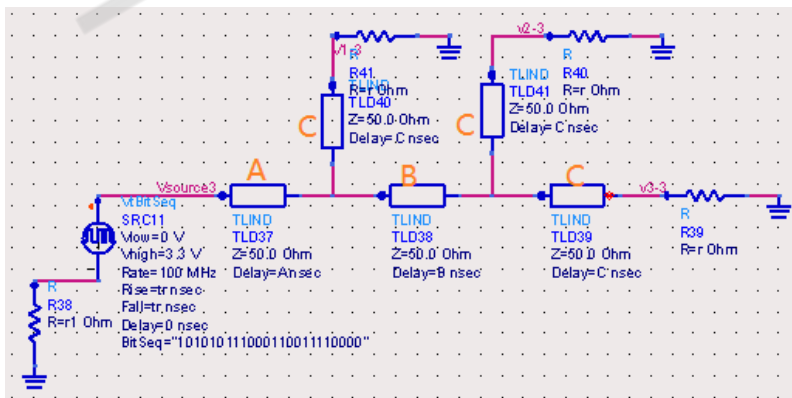 v1-3
R
R41
R=r Ohm
TLIND
TLD40
Z=50.0 Ohm
Delay=C nsec
C
v2-3
R
R40
R=r Ohm
TLIND
TLD41
Z=50.0 Ohm
Delay=C nsec
C
Vsource3
A
TLIND
TLD37
Z=50.0 Ohm
Delay=A nsec
B
TLIND
TLD38
Z=50.0 Ohm
Delay=B nsec
C
TLIND
TLD39
Z=50.0 Ohm
Delay=C nsec
v3-3
R
R39
R=r Ohm
VtBitSeq
SRC11
Vlow=0 V
Vhigh=3.3 V
Rate=100 MHz
Rise=tr nsec
Fall=tr nsec
Delay=0 nsec
BitSeq="101010111000110011110000"
R
R38
R=r1 Ohm